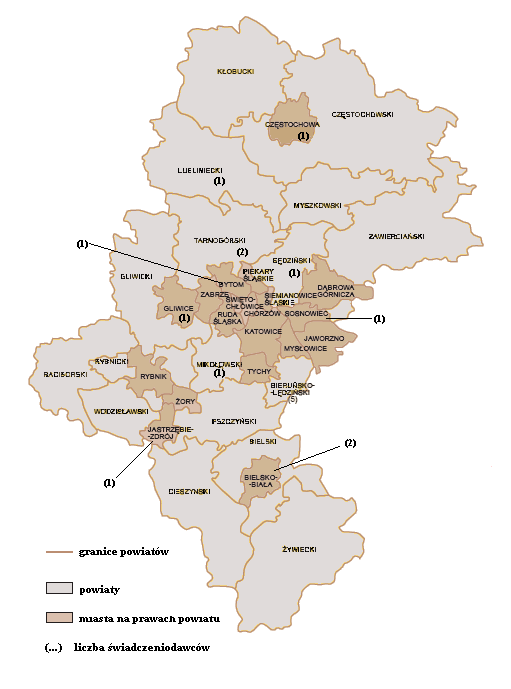 KŁOBUCKI
CZĘSTOCHOWSKI
CZĘSTOCHOWA
(1)
LUBLINIECKI
(1)
MYSZKOWSKI
ZAWIERCIAŃSKI
TARNOGÓRSKI
(2)
(1)
BĘDZIŃSKI
(1)
GLIWICKI
PIEKARY
ŚLĄSKIE
BYTOM
DĄBROWA
GÓRNICZA
ZABRZE
SIEMIANOWICE
ŚLĄSKIE
ŚWIĘTO-
CHŁOWICE
GLIWICE
(1)
RUDA
ŚLĄSKA
CHORZÓW
SOSNOWIEC
(1)
KATOWICE
JAWORZNO
MYSŁOWICE
RYBNICKI
MIKOŁOWSKI
(1)
TYCHY
RACIBORSKI
RYBNIK
BIERUŃSKO-
-LĘDZIŃSKI
(5)
ŻORY
WODZISŁAWSKI
PSZCZYŃSKI
JASTRZĘBIE-
-ZDRÓJ
(1)
BIELSKI
(2)
BIELSKO-
-BIAŁA
CIESZYŃSKI
ŻYWIECKI
granice powiatów
powiaty
miasta na prawach powiatu
(...) liczba świadczeniodawców